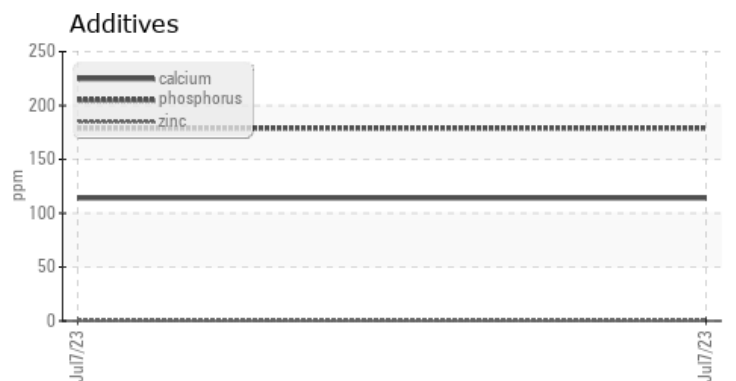 Additives
250
200
150
100
50
0
ppm
calcium
phosphorus
zinc
Jul7/23
Jul7/23